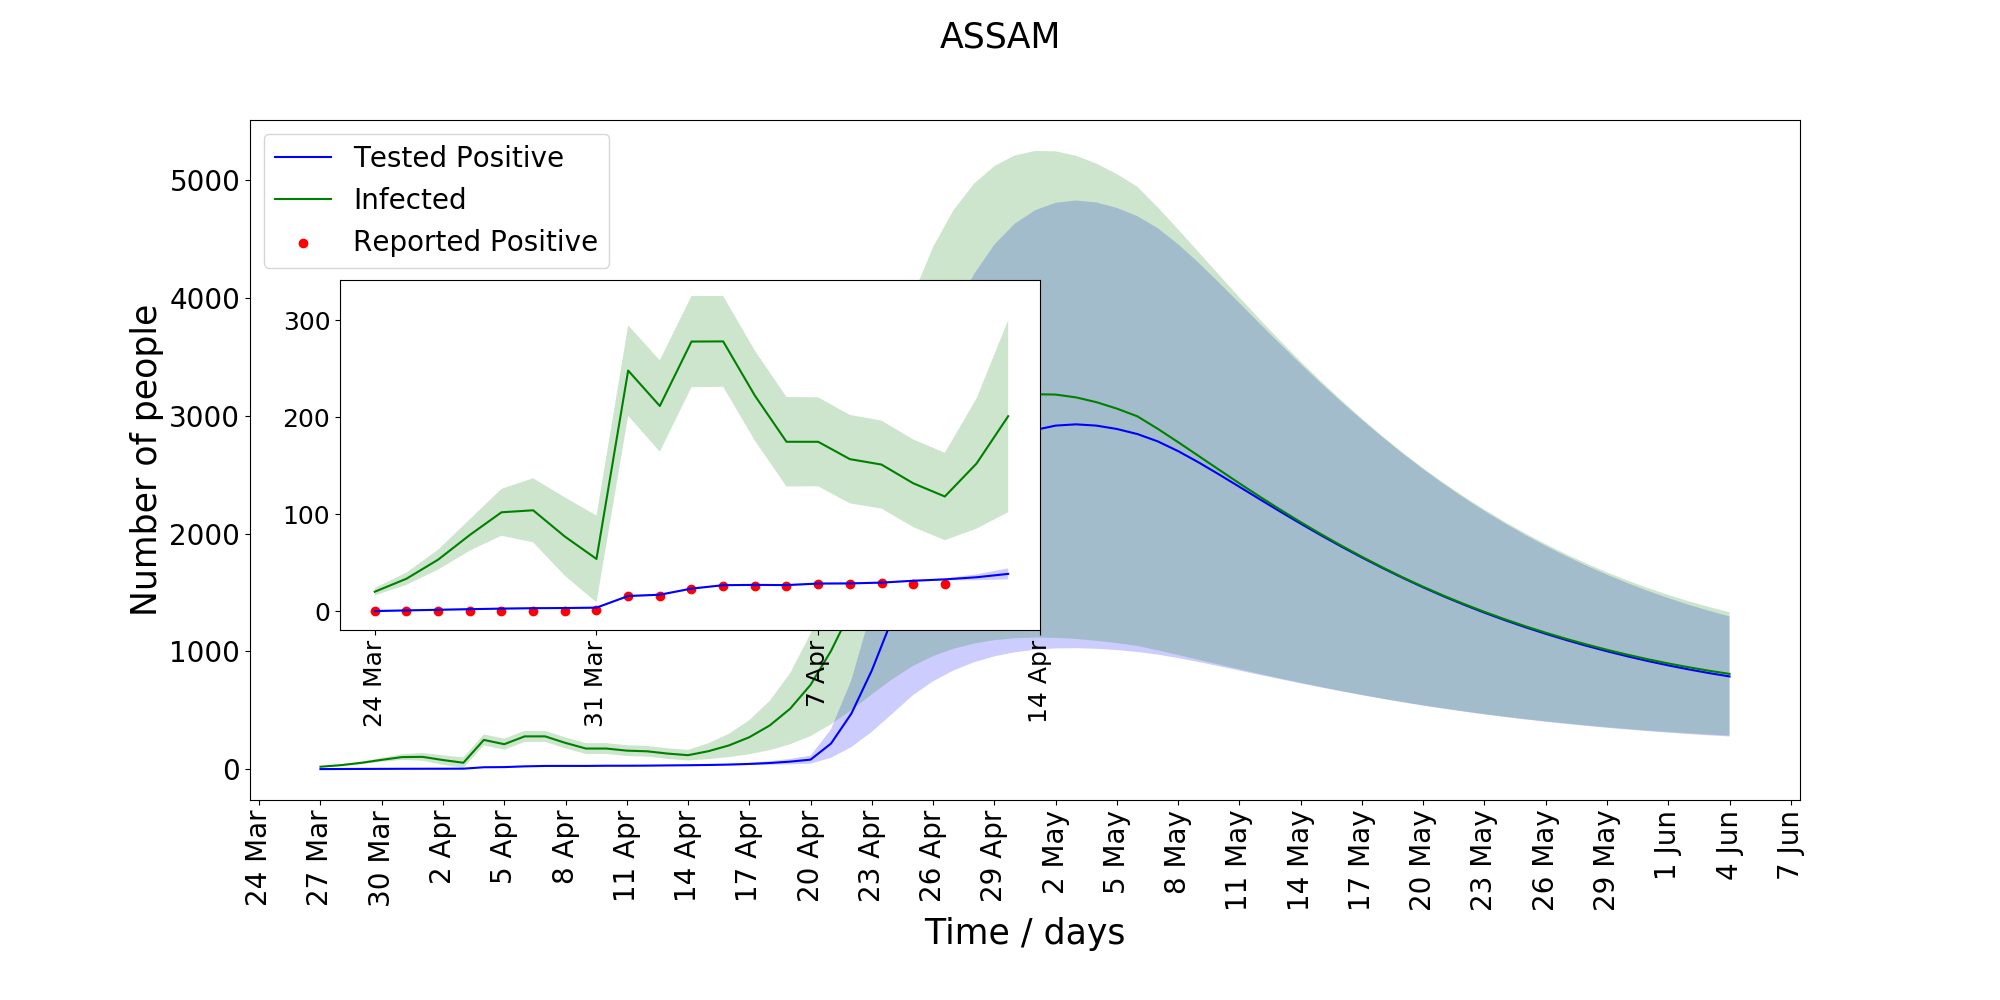 ASSAM
Tested Positive
Infected
Reported Positive
Number of people
5000
4000
3000
2000
1000
0
300
200
100
0
24 Mar
31 Mar
7 Apr
14 Apr
24 Mar
27 Mar
30 Mar
2 Apr
5 Apr
8 Apr
11 Apr
14 Apr
17 Apr
20 Apr
23 Apr
26 Apr
29 Apr
2 May
5 May
8 May
11 May
14 May
17 May
20 May
23 May
26 May
29 May
1 Jun
4 Jun
7 Jun
Time / days